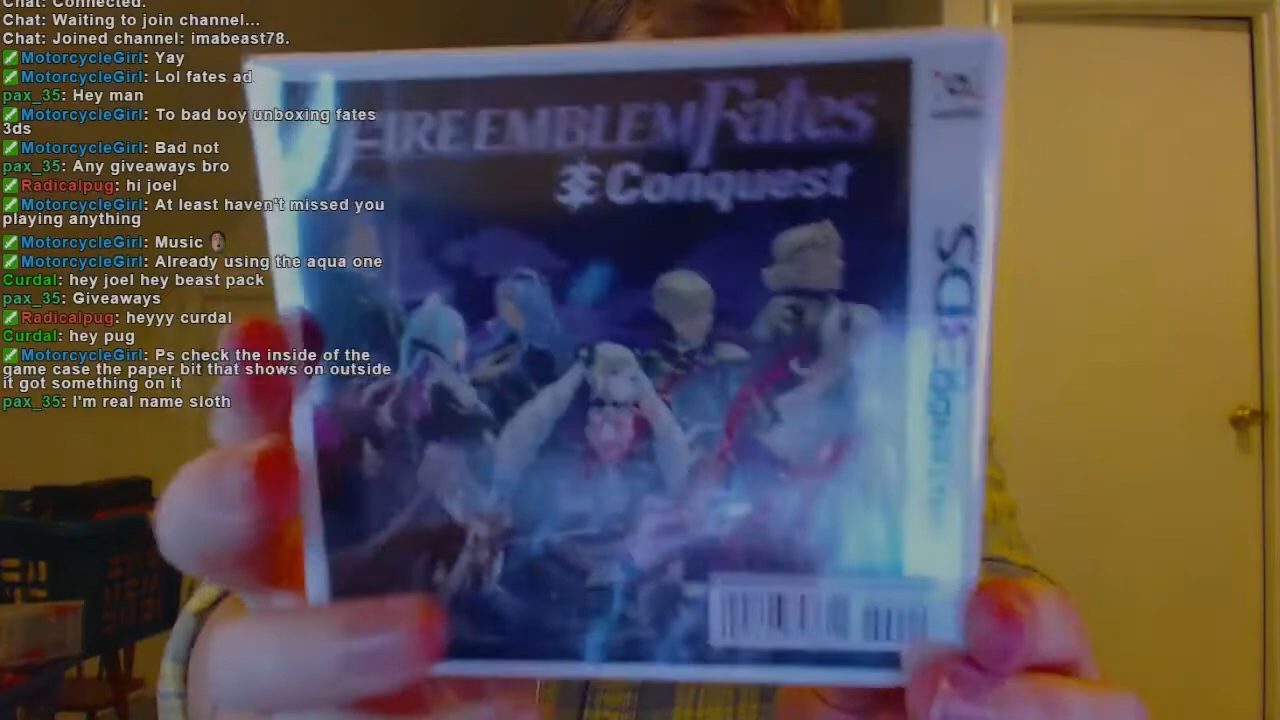 Chat: Connected.
Chat: Waiting to join channel...
Chat: Joined channel: imabeast78.
MotorcycleGirl: Yay
MotorcycleGirl: Lol fates ad
pax_35: Hey man
MotorcycleGirl: To bad boy unboxing fates
3ds
MotorcycleGirl: Bad not
pax_35: Any giveaways bro
Radicalpug: hi joel
MotorcycleGirl: At least haven't missed you
playing anything
MotorcycleGirl: Music
MotorcycleGirl: Already using the aqua one
Curdal: hey joel hey beast pack
pax_35: Giveaways
Radicalpug: heyyy curdal
Curdal: hey pug
MotorcycleGirl: Ps check the inside of the
game case the paper bit that shows on outside
it got something on it
pax_35: I'm real name sloth
FIRE EMBLEM Fates
Conquest
NINTENDO 3DS